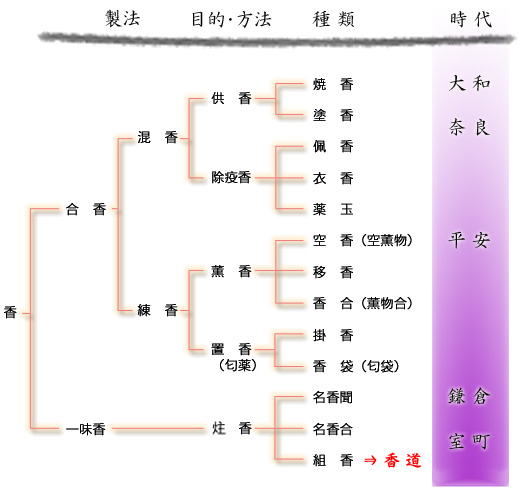 製法 目的・方法 種類 時代
焼 香 大和
供 香
塗 香
奈良
混 香
佩 香
除疫香 衣 香
合 香 薬 玉
空 香(空薫物) 平安
薫 香 移 香
香 合(薫物合)
香 練 香
掛 香
置 香
(匂薬) 香 袋(匂袋)
名香聞 鎌倉
一味香 炷 香 名香合
室町
組 香 ⇒ 香道